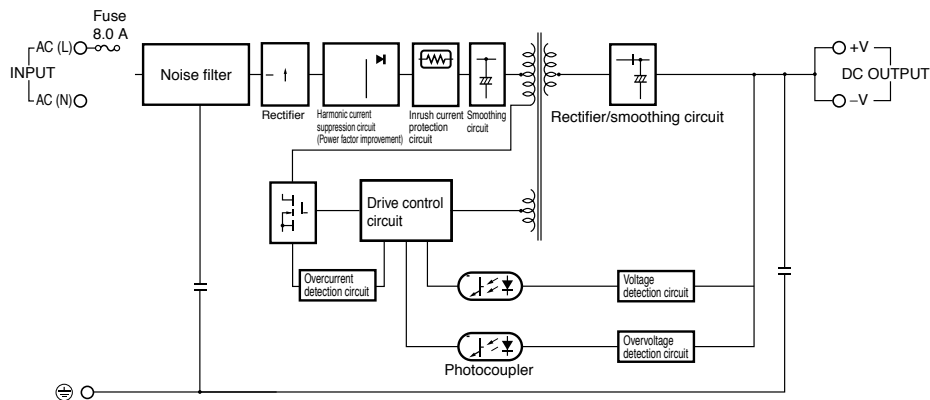 Fuse
8.0 A
AC (L)
INPUT
AC (N)
Noise filter
Rectifier
Harmonic current
suppression circuit
(Power factor improvement)
Inrush current
protection
circuit
Smoothing
circuit
Rectifier/smoothing circuit
+V
DC OUTPUT
–V
Drive control
circuit
Overcurrent
detection circuit
Voltage
detection circuit
Overvoltage
detection circuit
Photocoupler